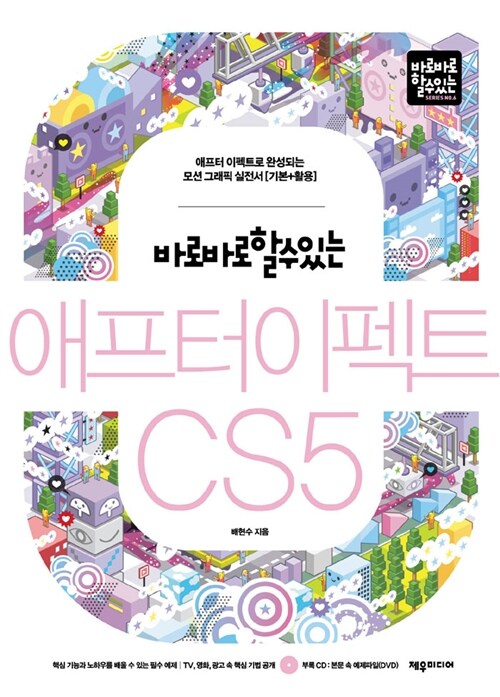 바로바로
할수있는
SERIES NO.6
애프터 이펙트로 완성되는
모션 그래픽 실전서 [기본+활용]
바로바로할수있는
애프터이펙트
CS5
배현수 지음
핵심 기능과 노하우를 배울 수 있는 필수 예제 | TV, 영화, 광고 속 핵심 기법 공개 부록 CD : 본문 속 예제파일(DVD) 제우미디어